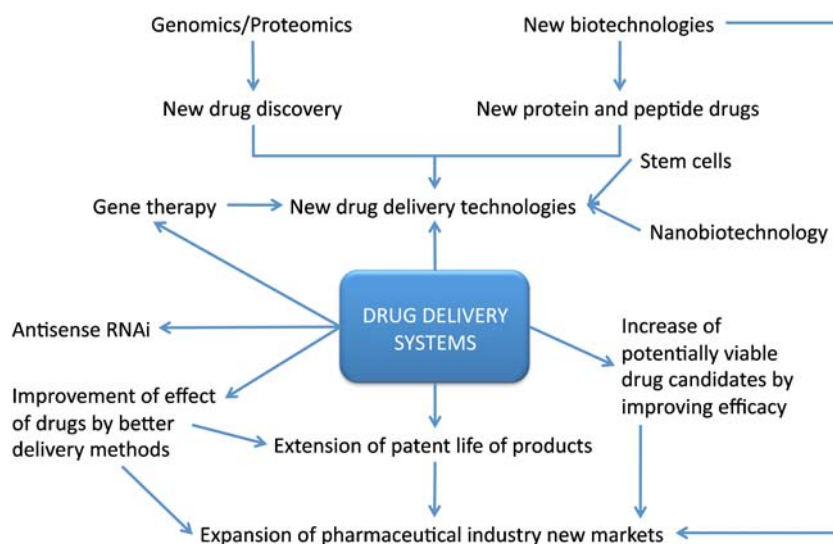 Genomics/Proteomics
New biotechnologies
New drug discovery
New protein and peptide drugs
Stem cells
Gene therapy
New drug delivery technologies
Nanobiotechnology
DRUG DELIVERY
SYSTEMS
Antisense RNAi
Increase of
potentially viable
drug candidates by
improving efficacy
Improvement of effect
of drugs by better
delivery methods
Extension of patent life of products
Expansion of pharmaceutical industry new markets